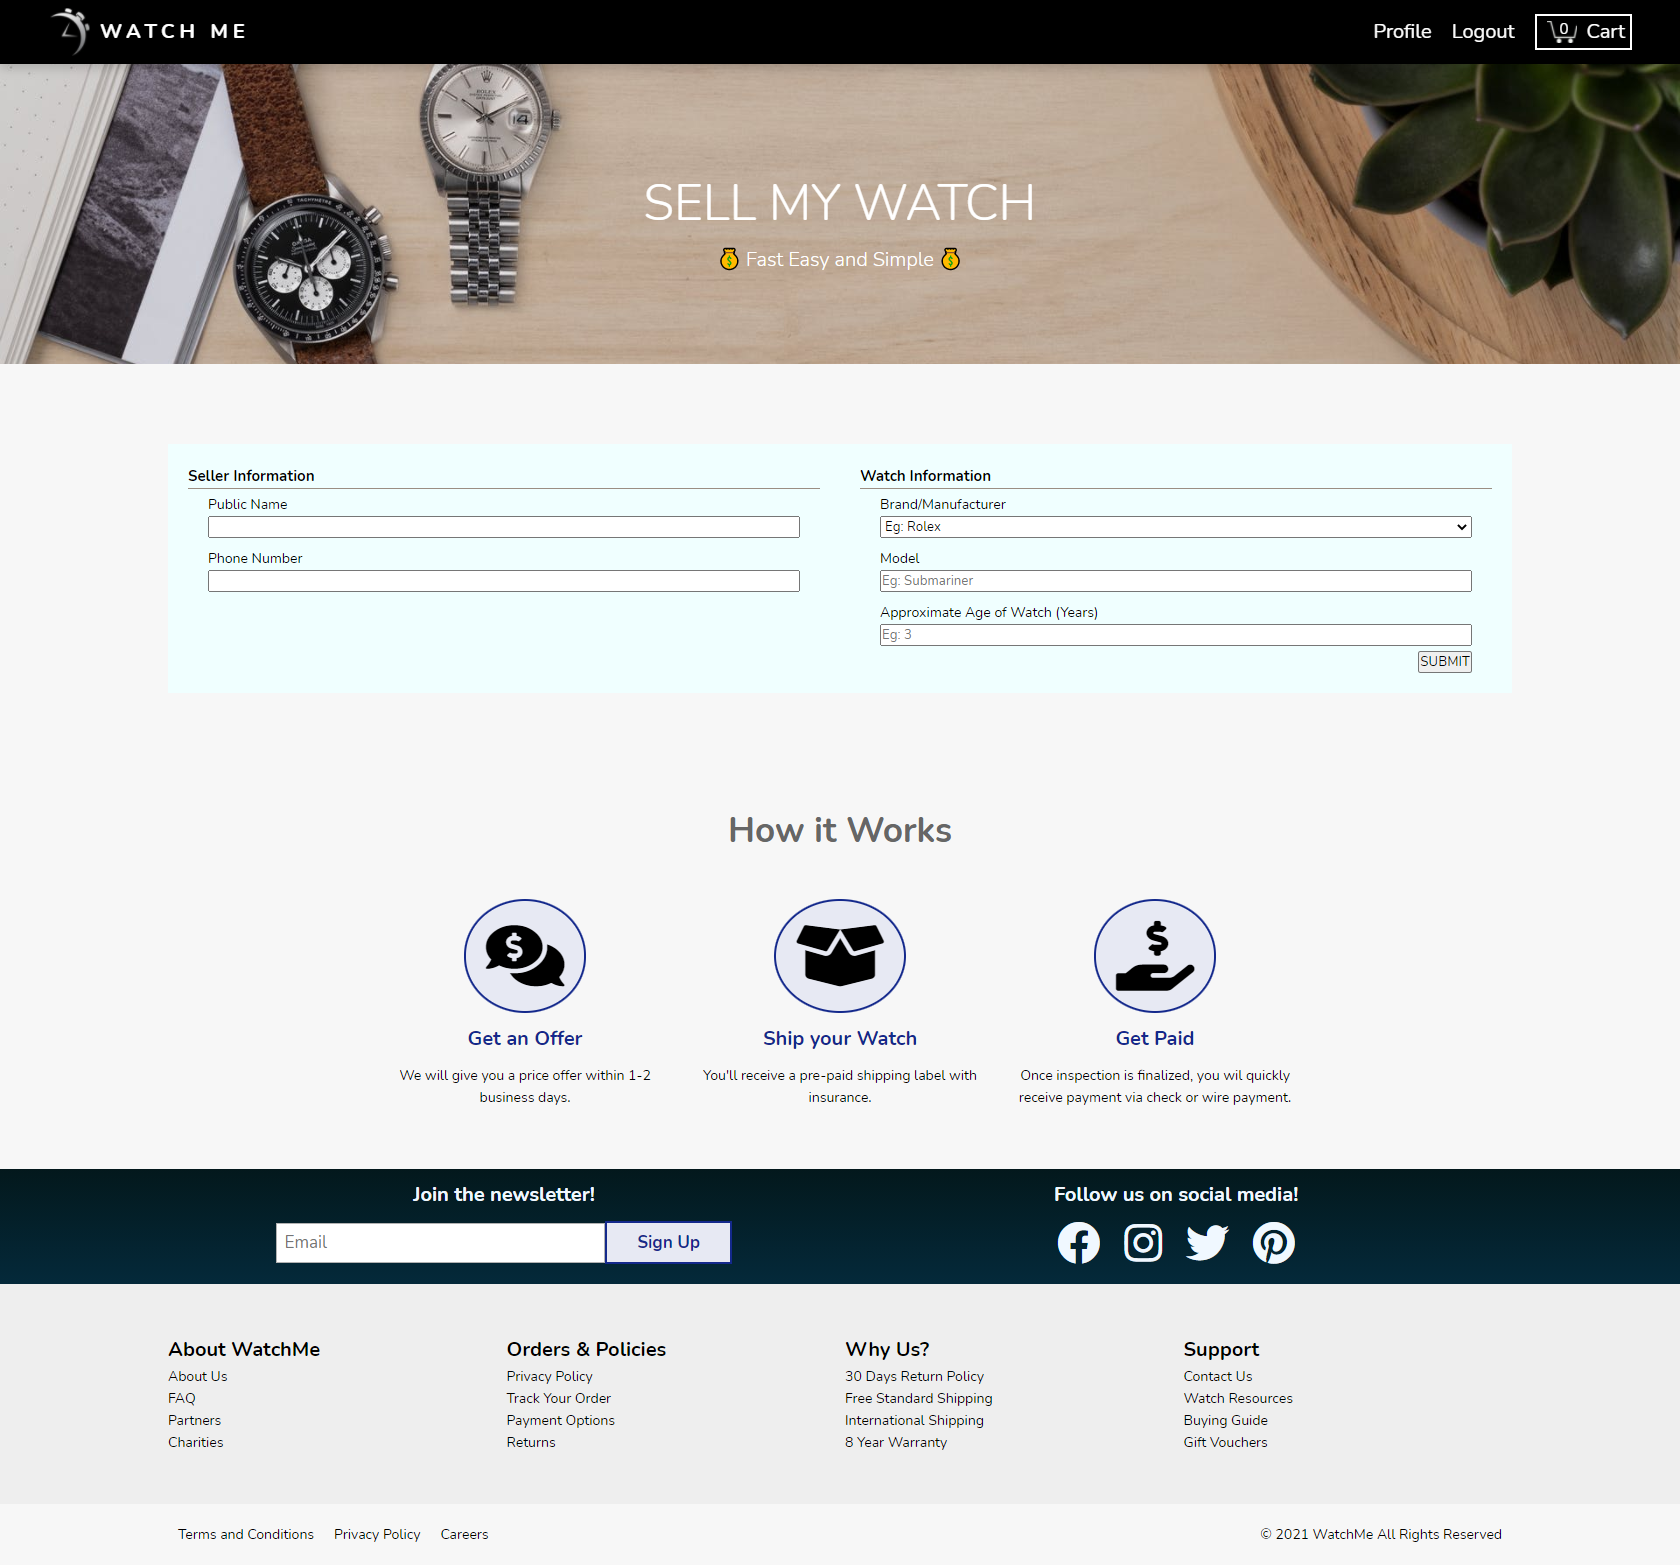 WATCH ME
Profile
Logout
0
Cart
ROLEX
TACHYMÈTRE
OMEGA
SELL MY WATCH
💰 Fast Easy and Simple 💰
Seller Information
Public Name
Phone Number
Watch Information
Brand/Manufacturer
Eg: Rolex
Model
Eg: Submariner
Approximate Age of Watch (Years)
Eg: 3
SUBMIT
How it Works
$
Get an Offer
We will give you a price offer within 1-2
business days.
Ship your Watch
You'll receive a pre-paid shipping label with
insurance.
$
Get Paid
Once inspection is finalized, you wil quickly
receive payment via check or wire payment.
Join the newsletter!
Email
Sign Up
Follow us on social media!
About WatchMe
About Us
FAQ
Partners
Charities
Orders & Policies
Privacy Policy
Track Your Order
Payment Options
Returns
Why Us?
30 Days Return Policy
Free Standard Shipping
International Shipping
8 Year Warranty
Support
Contact Us
Watch Resources
Buying Guide
Gift Vouchers
Terms and Conditions
Privacy Policy
Careers
© 2021 WatchMe All Rights Reserved